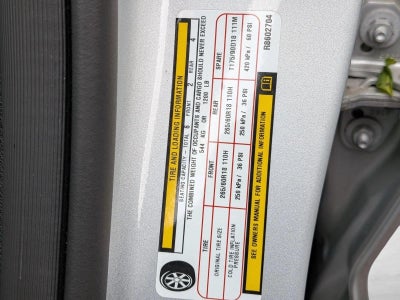 TIRE AND LOADING INFORMATION
SEATING CAPACITY - TOTAL 6 FRONT 2 REAR 4
THE COMBINED WEIGHT OF OCCUPANTS AND CARGO SHOULD NEVER EXCEED
544 KG OR 1200 LB
TIRE FRONT REAR SPARE
ORIGINAL TIRE SIZE 265/60R18 110H 265/60R18 110H T175/90D18 111M
COLD TIRE INFLATION 250 kPa / 36 PSI 250 kPa / 36 PSI 420 kPa / 60 PSI
PRESSURE
SEE OWNERS MANUAL FOR ADDITIONAL INFORMATION
R8602704